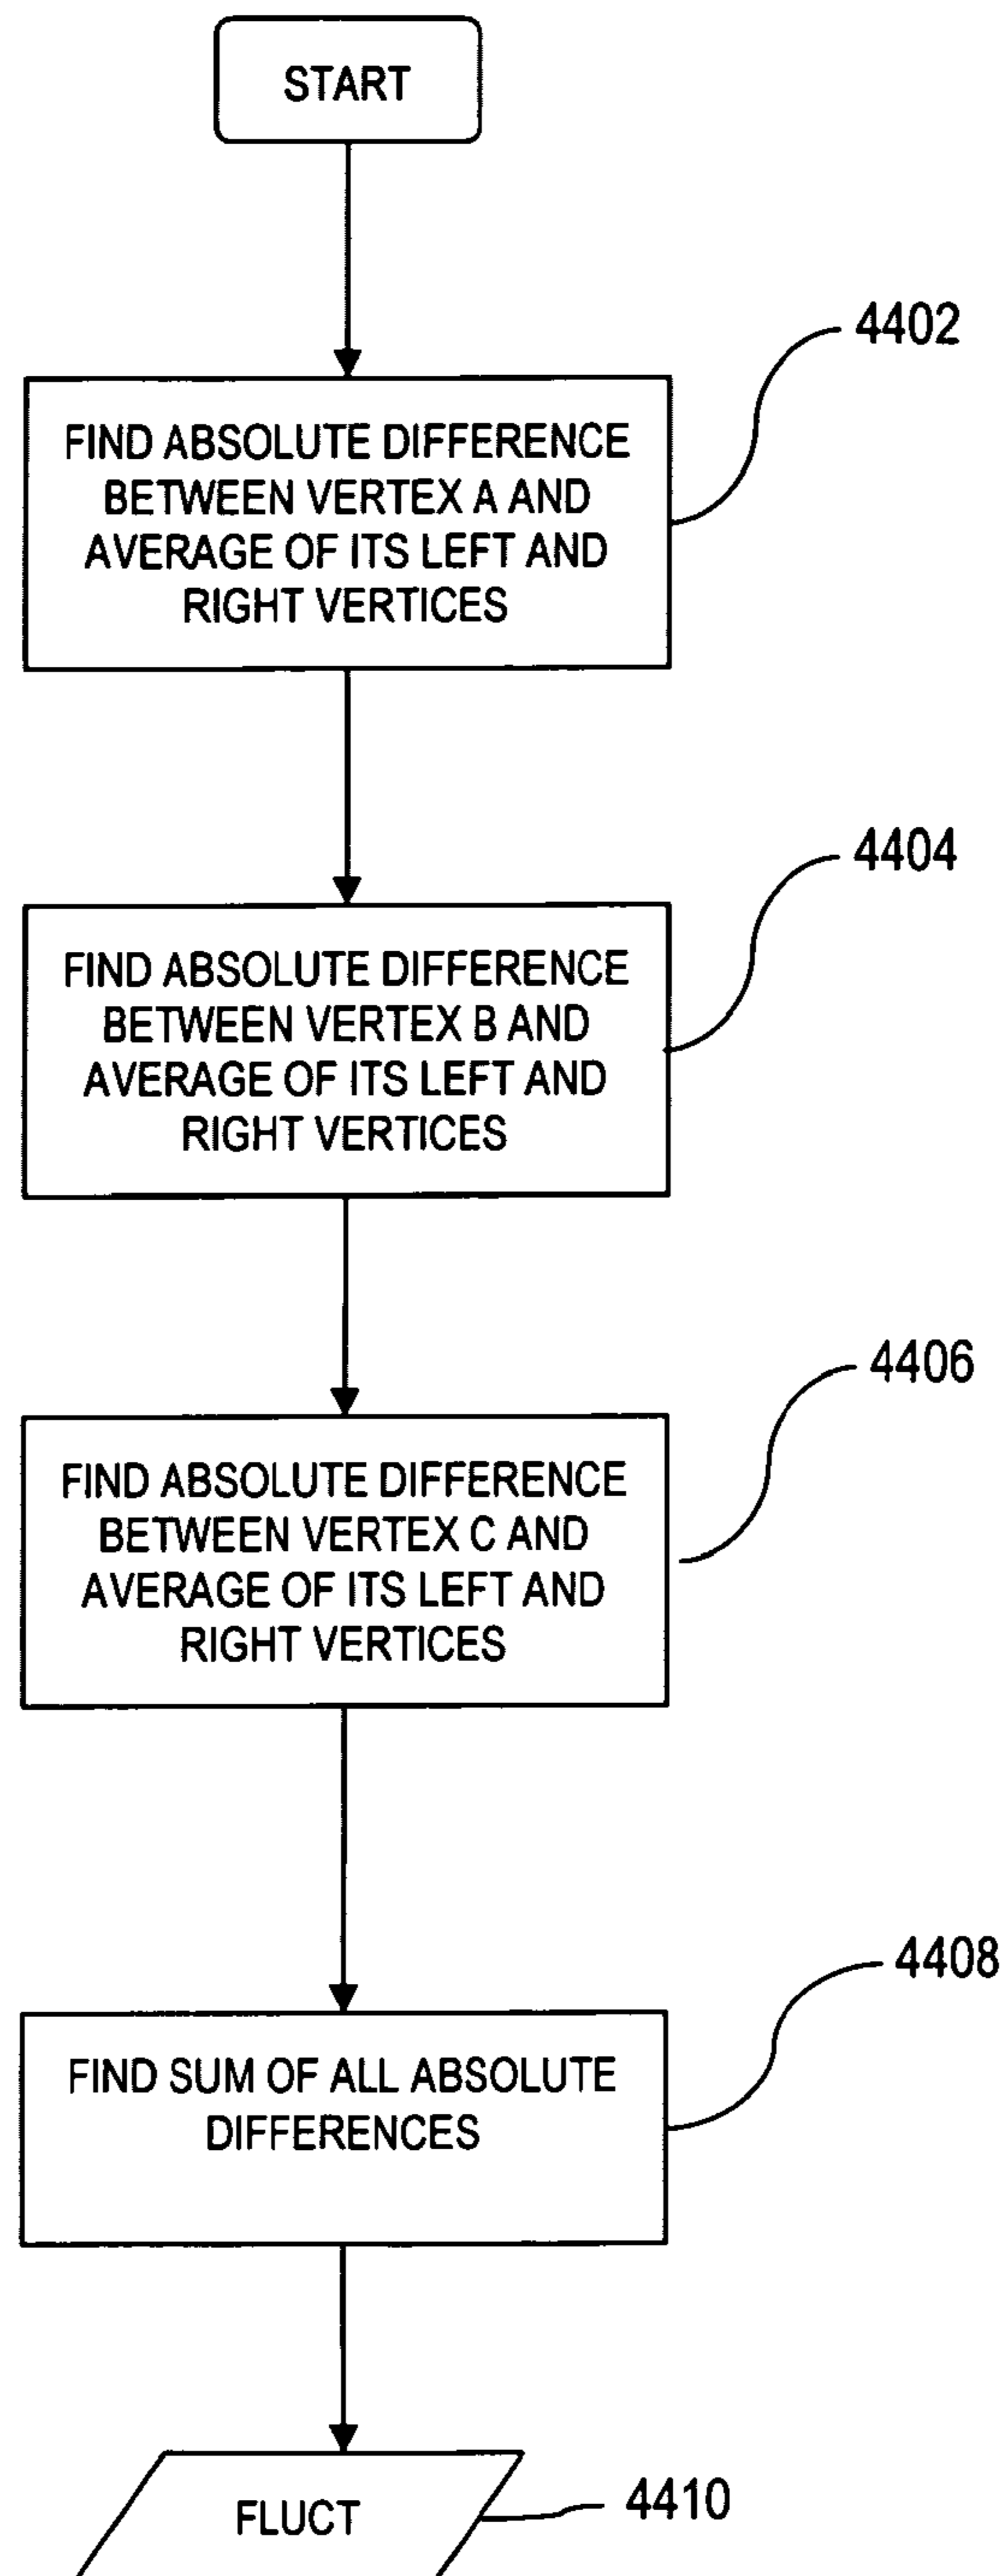 START
4402
FIND ABSOLUTE DIFFERENCE
BETWEEN VERTEX A AND
AVERAGE OF ITS LEFT AND
RIGHT VERTICES
4404
FIND ABSOLUTE DIFFERENCE
BETWEEN VERTEX B AND
AVERAGE OF ITS LEFT AND
RIGHT VERTICES
4406
FIND ABSOLUTE DIFFERENCE
BETWEEN VERTEX C AND
AVERAGE OF ITS LEFT AND
RIGHT VERTICES
4408
FIND SUM OF ALL ABSOLUTE
DIFFERENCES
FLUCT
4410